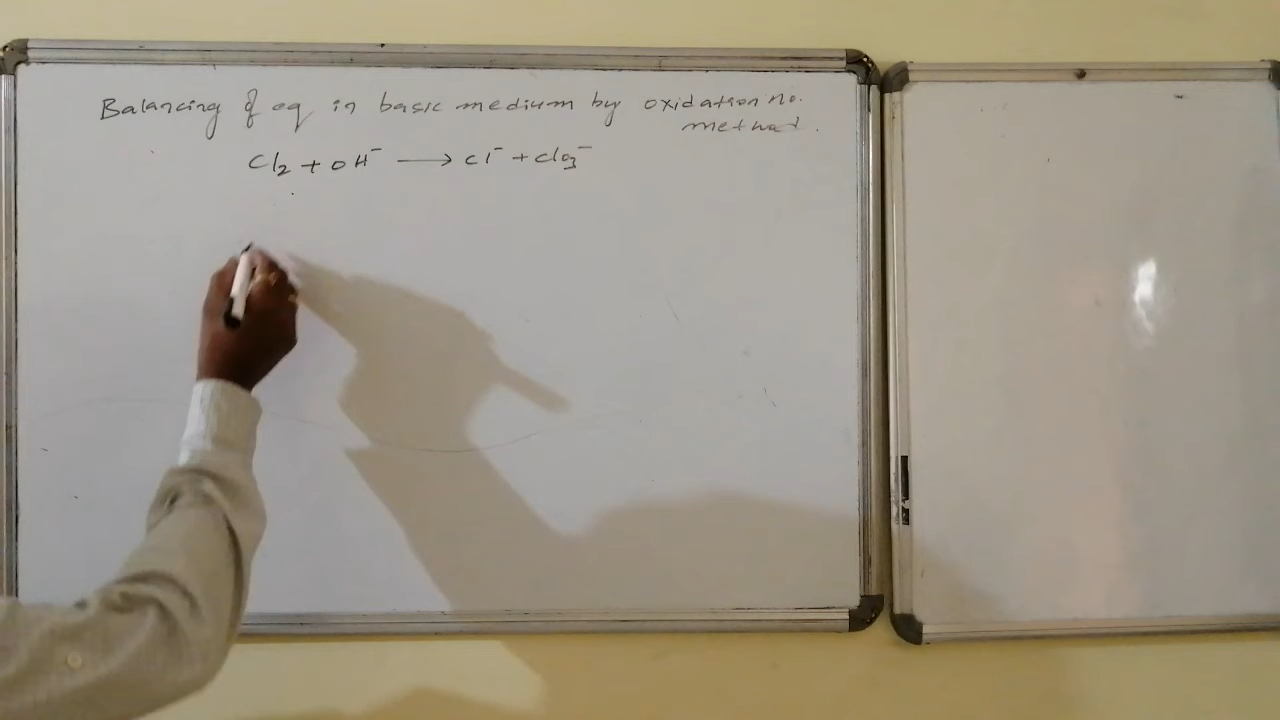 Balancing of eq in basic medium by oxidation no.
method.
Cl₂ + OH⁻ ⟶ Cl⁻ + ClO₃⁻